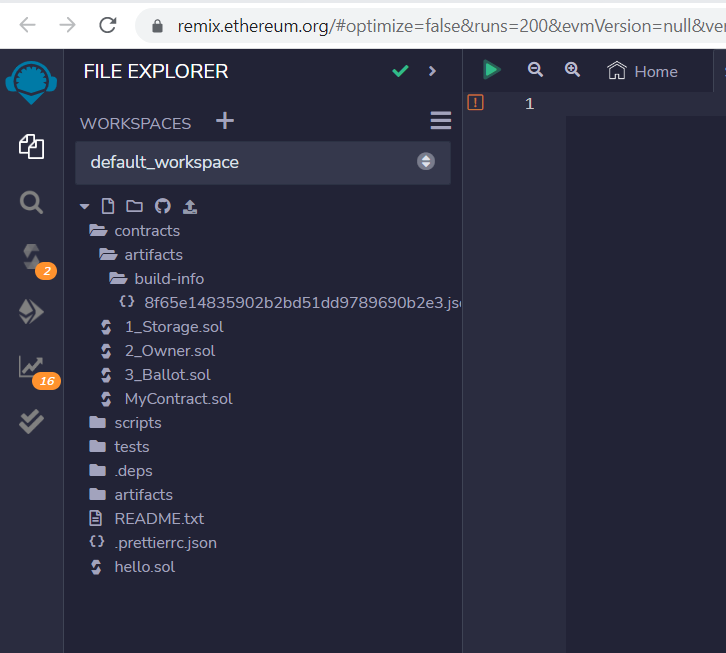 remix.ethereum.org/#optimize=false&runs=200&evmVersion=null&ver
FILE EXPLORER
Home
WORKSPACES
! 1
default_workspace
contracts
artifacts
build-info
{} 8f65e14835902b2bd51dd9789690b2e3.jso
1_Storage.sol
2
2_Owner.sol
3_Ballot.sol
16
MyContract.sol
scripts
tests
.deps
artifacts
README.txt
{} .prettierrc.json
hello.sol